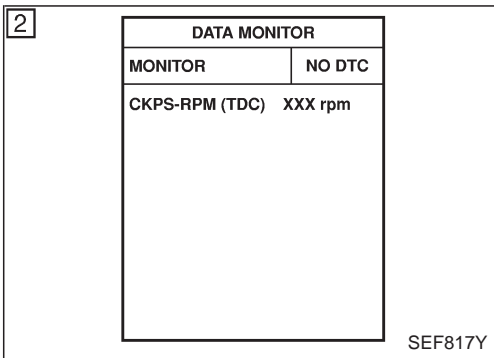 2
DATA MONITOR
MONITOR NO DTC
CKPS-RPM (TDC) XXX rpm
SEF817Y